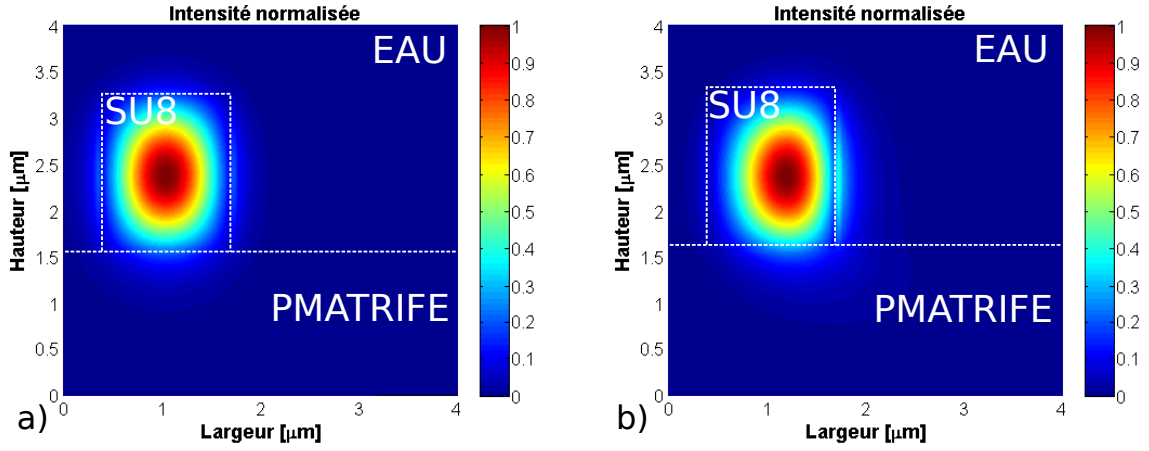 Intensité normalisée
4
3.5
3
2.5
2
1.5
1
0.5
0
0 1 2 3 4
Hauteur [µm]
Largeur [µm]
EAU
SU8
PMATRIFE
1
0.9
0.8
0.7
0.6
0.5
0.4
0.3
0.2
0.1
0
a)
Intensité normalisée
4
3.5
3
2.5
2
1.5
1
0.5
0
0 1 2 3 4
Hauteur [µm]
Largeur [µm]
EAU
SU8
PMATRIFE
1
0.9
0.8
0.7
0.6
0.5
0.4
0.3
0.2
0.1
0
b)